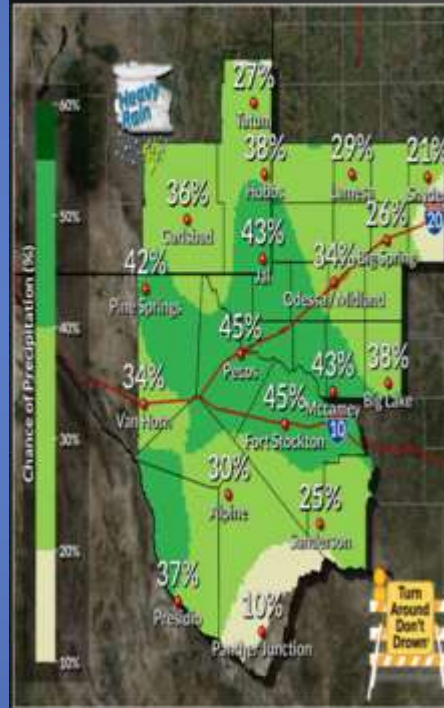 Heavy
Rain
27%
Tatum
60%
38%
Hobbs
29%
Lamesa
21%
36%
Carlsbad
50%
26%
Big Spring
20
43%
Jal
34%
Odessa / Midland
42%
Pine Springs
Chance of Precipitation (%)
40%
45%
Pecos
43%
McCamey
38%
Big Lake
34%
Van Horn
45%
Fort Stockton
10
30%
30%
Alpine
25%
Sanderson
20%
37%
Presidio
10%
Panther Junction
10%
Turn
Around
Don't
Drown